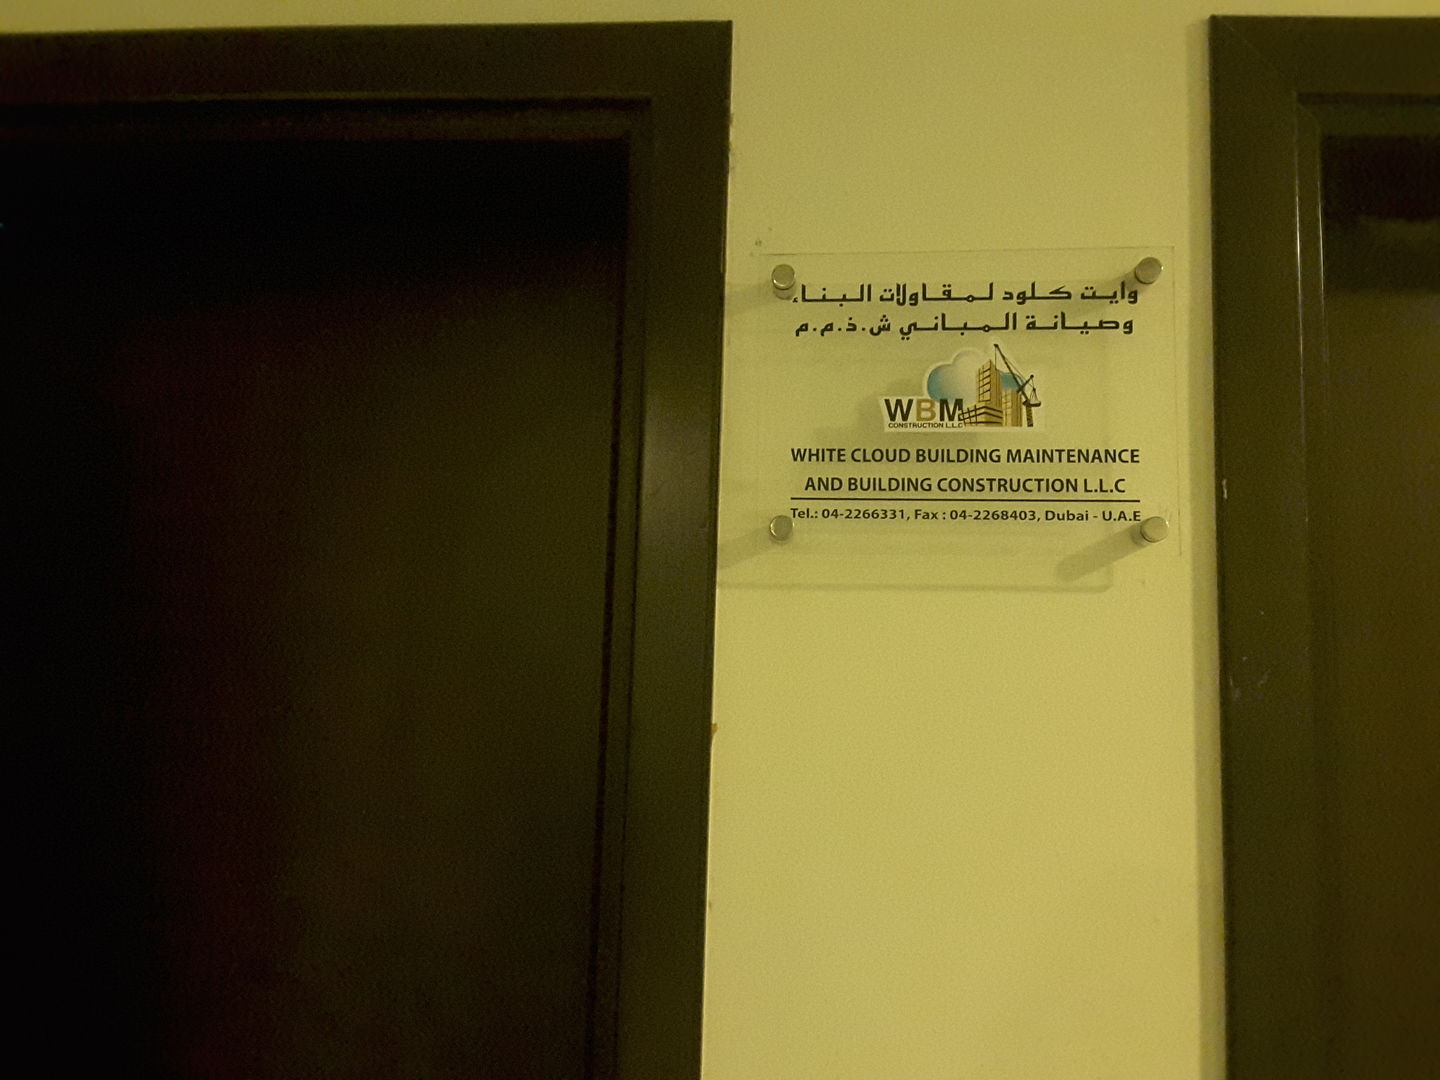 وايت كلود لمقاولات البناء
وصيانة المباني ش.ذ.م.م
WBM
CONSTRUCTION L.L.C
WHITE CLOUD BUILDING MAINTENANCE
AND BUILDING CONSTRUCTION L.L.C
Tel.: 04-2266331, Fax : 04-2268403, Dubai - U.A.E